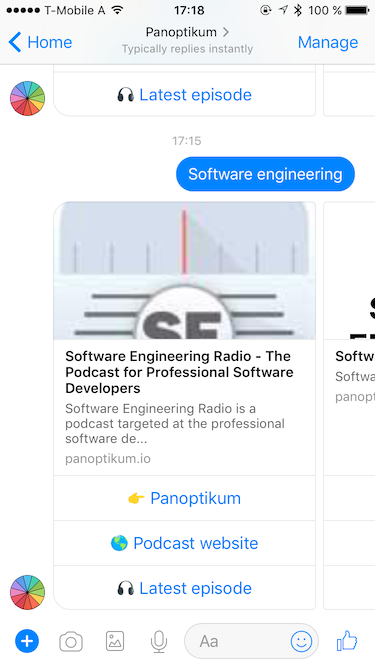 T-Mobile A 17:18 100 %
Home Panoptikum Manage
Typically replies instantly
Latest episode
17:15
Software engineering
SE
Software Engineering Radio - The
Podcast for Professional Software
Developers
Software Engineering Radio is a
podcast targeted at the professional
software de...
panoptikum.io
Panoptikum
Podcast website
Latest episode
Softw
Softwa
panopt
Aa